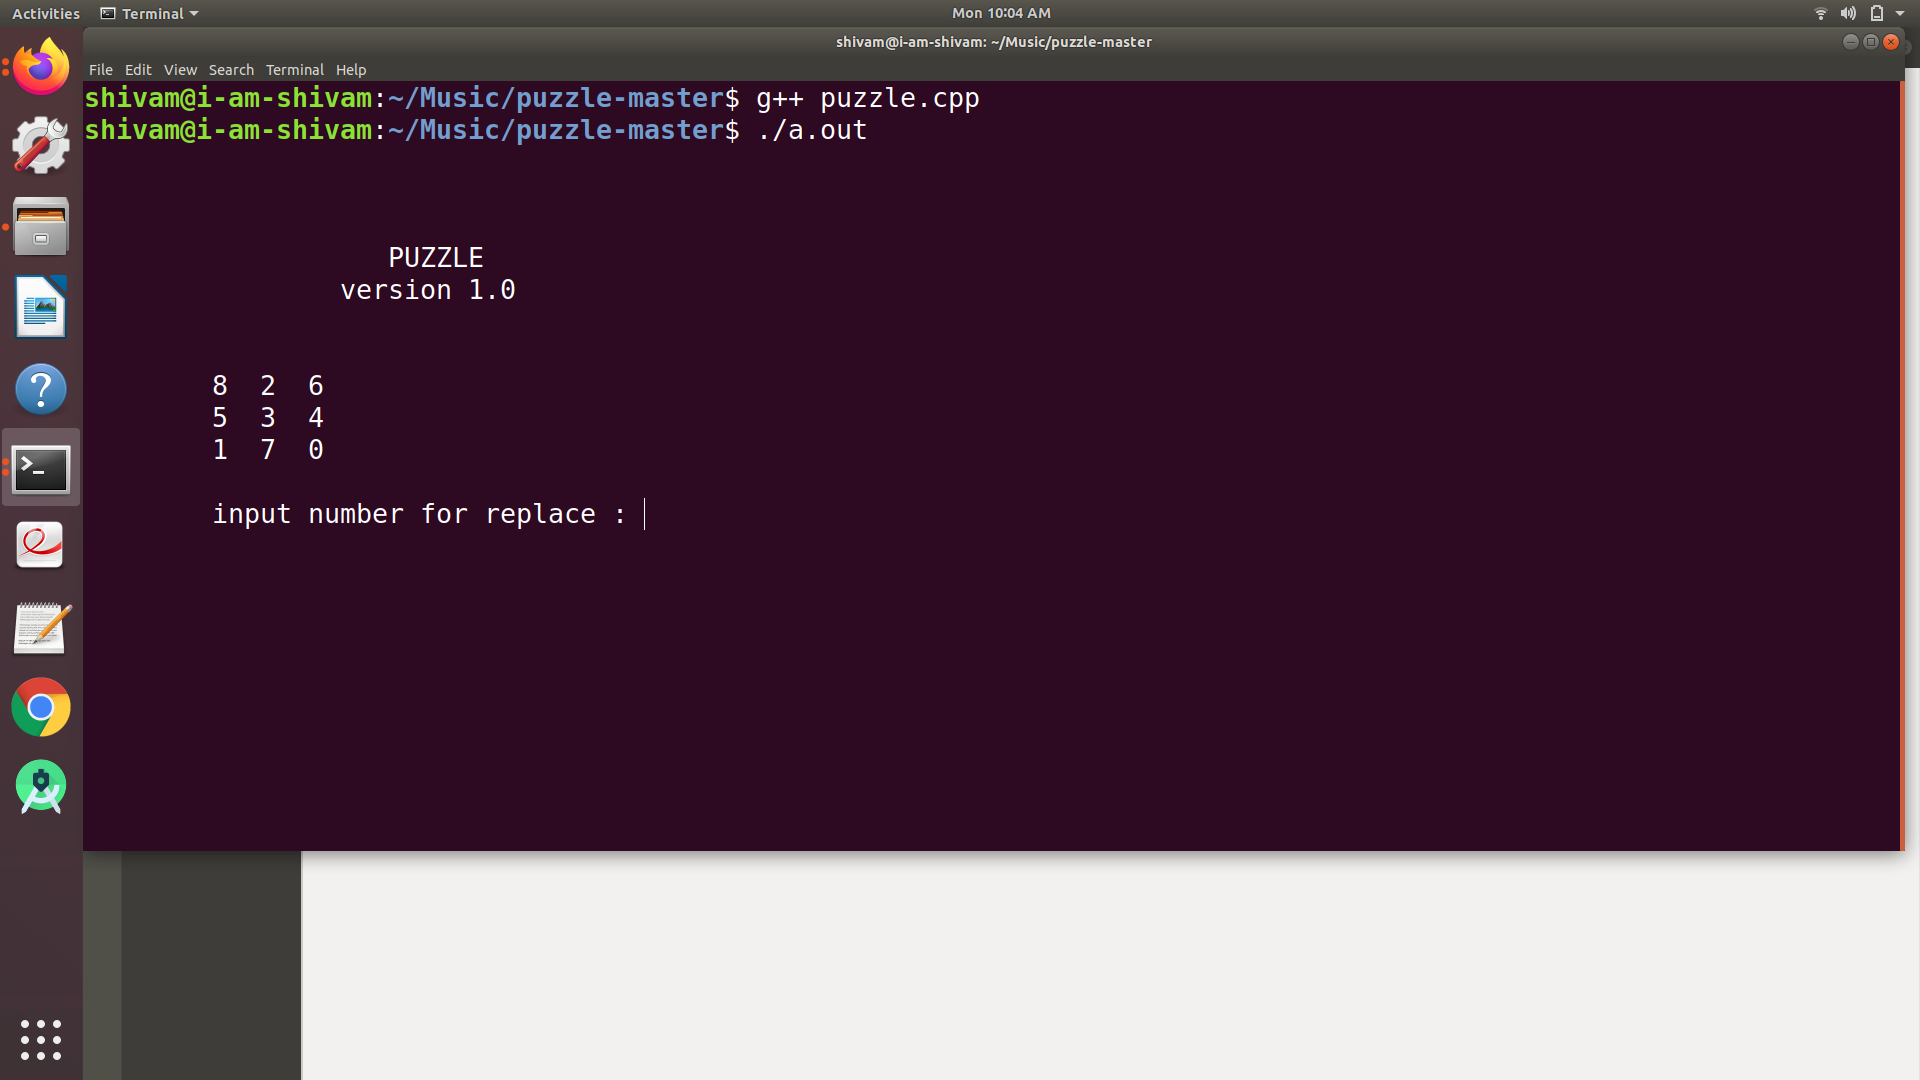 Activities Terminal Mon 10:04 AM
shivam@i-am-shivam: ~/Music/puzzle-master
File Edit View Search Terminal Help
shivam@i-am-shivam:~/Music/puzzle-master$ g++ puzzle.cpp
shivam@i-am-shivam:~/Music/puzzle-master$ ./a.out
PUZZLE
version 1.0
8 2 6
5 3 4
1 7 0
input number for replace :